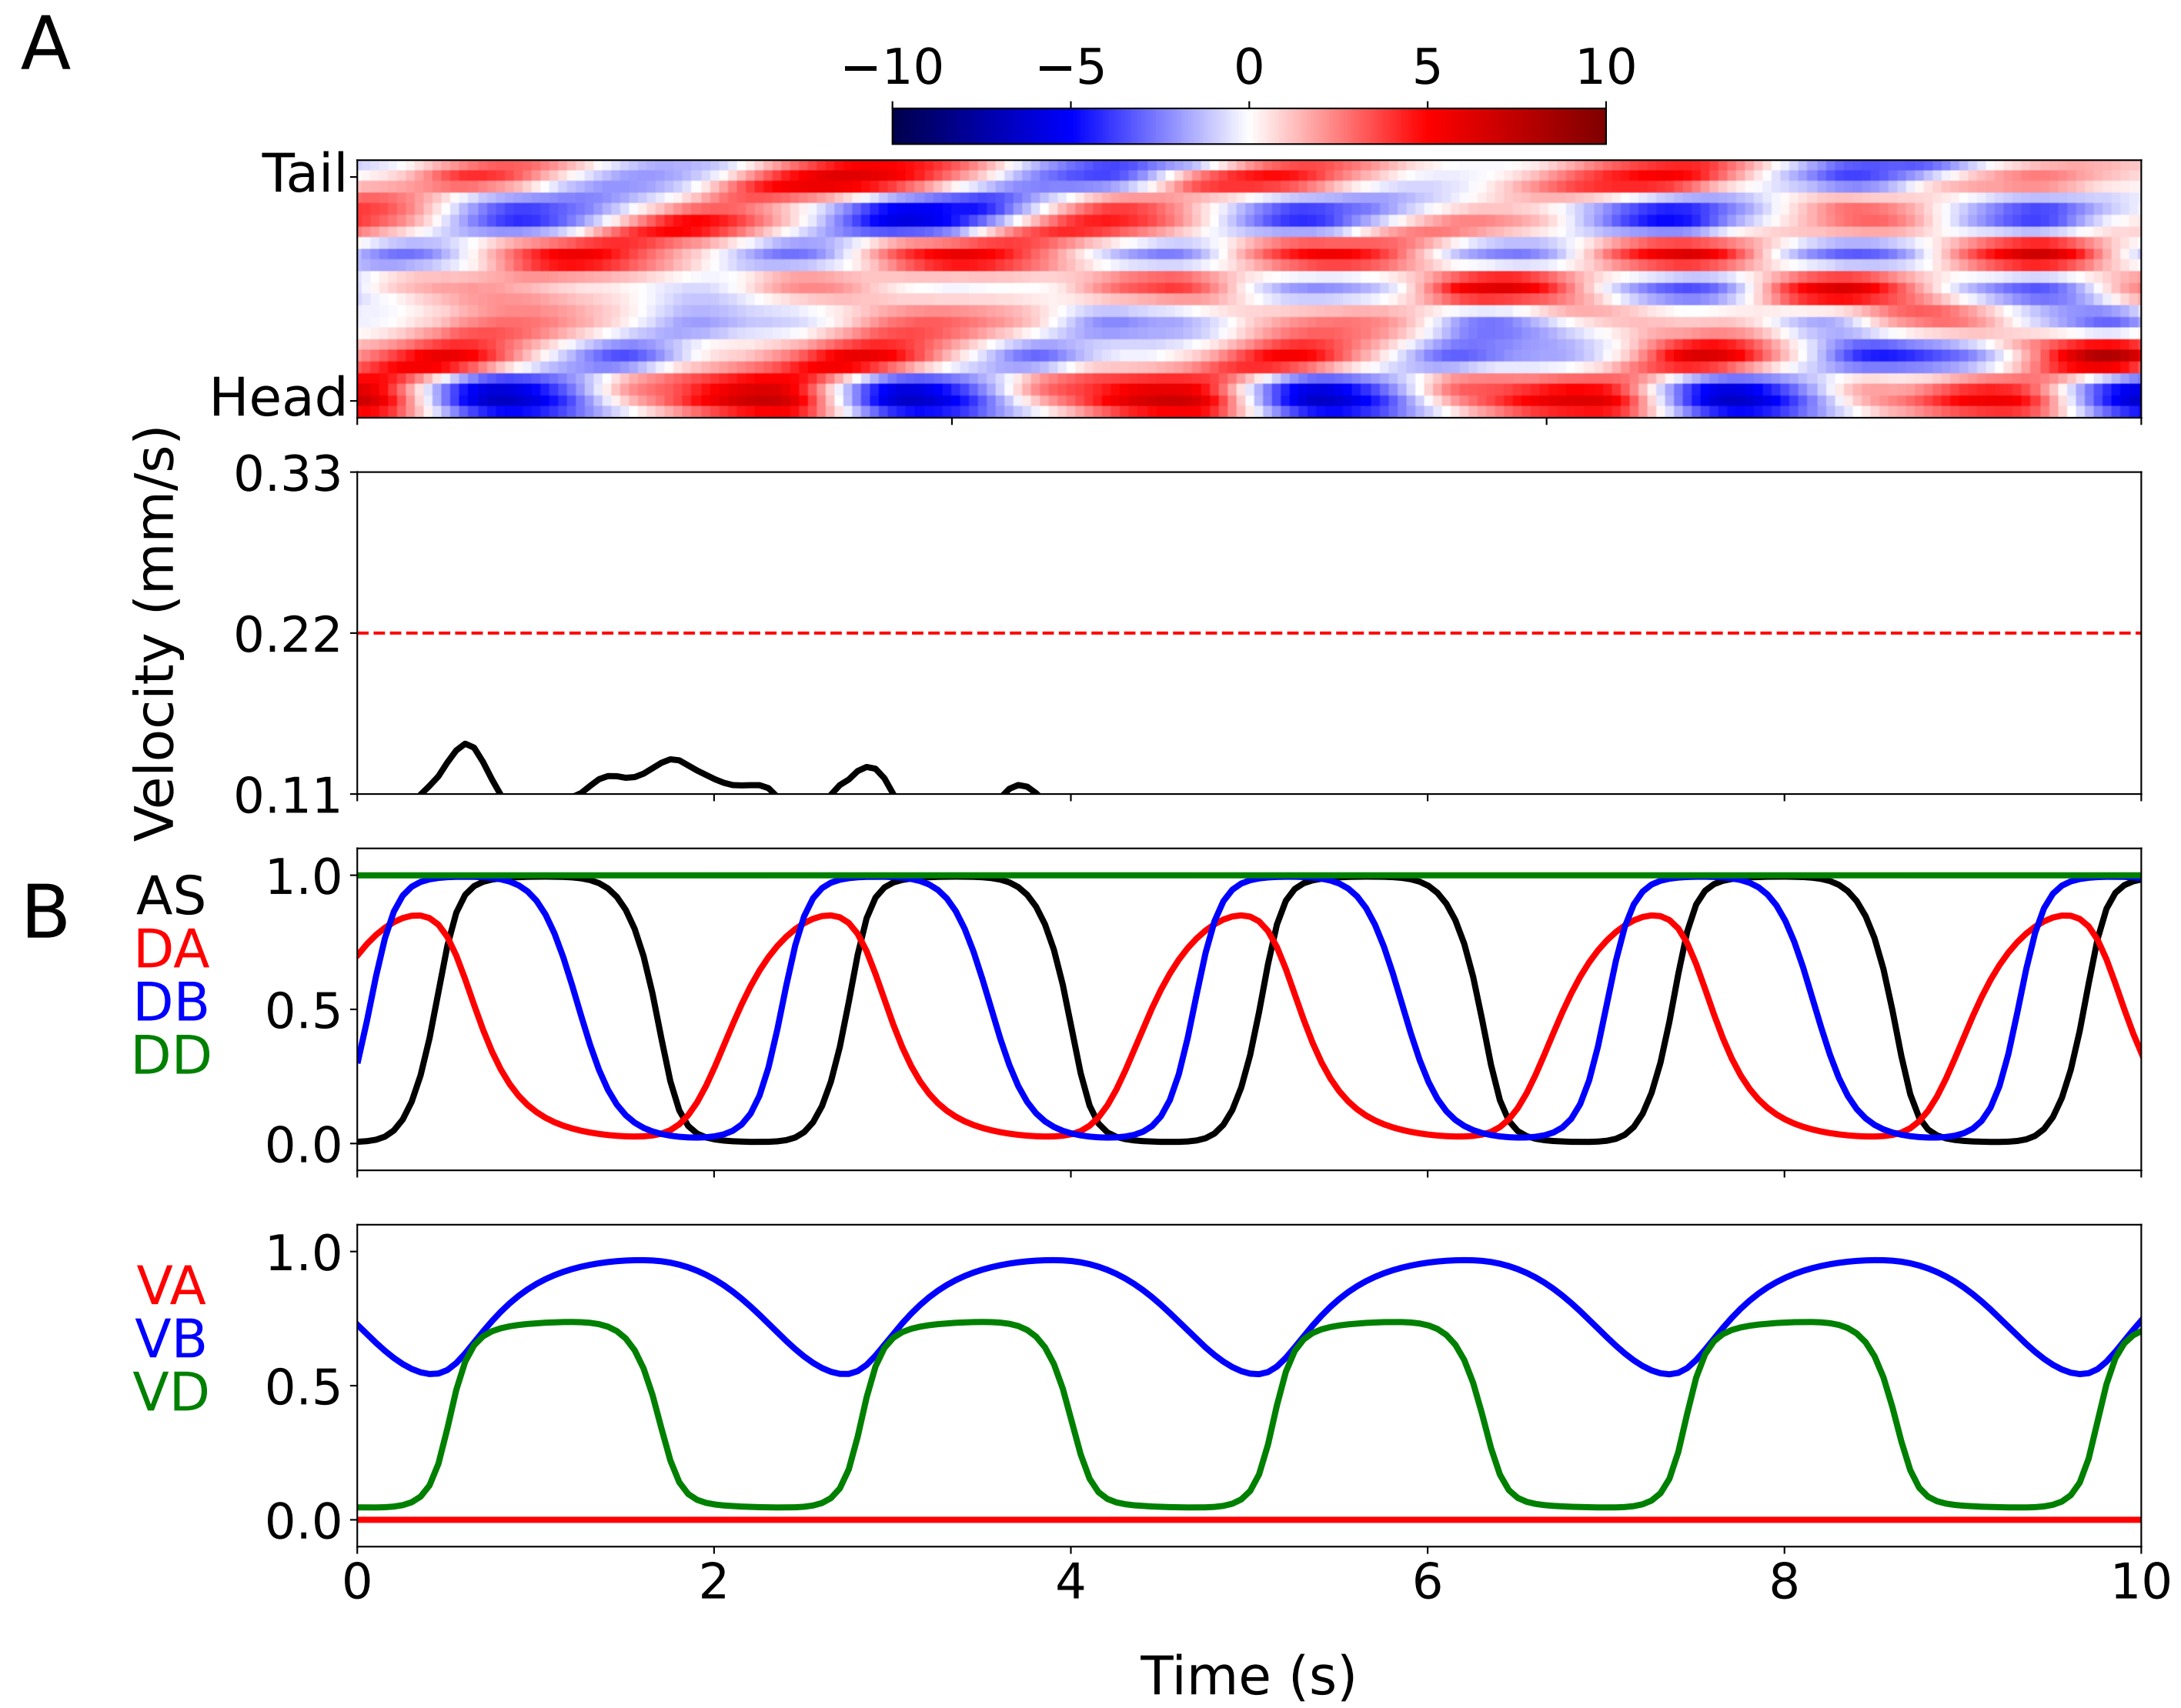 A
−10 −5 0 5 10
Tail
Head
Velocity (mm/s)
0.33
0.22
0.11
B
AS
DA
DB
DD
1.0
0.5
0.0
VA
VB
VD
1.0
0.5
0.0
0 2 4 6 8 10
Time (s)